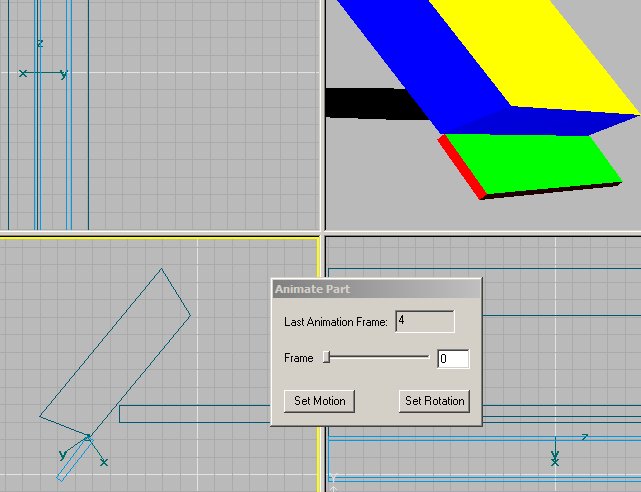 z
x y
Animate Part
Last Animation Frame: 4
Frame 0
Set Motion Set Rotation
y
x
z
y
x
Y